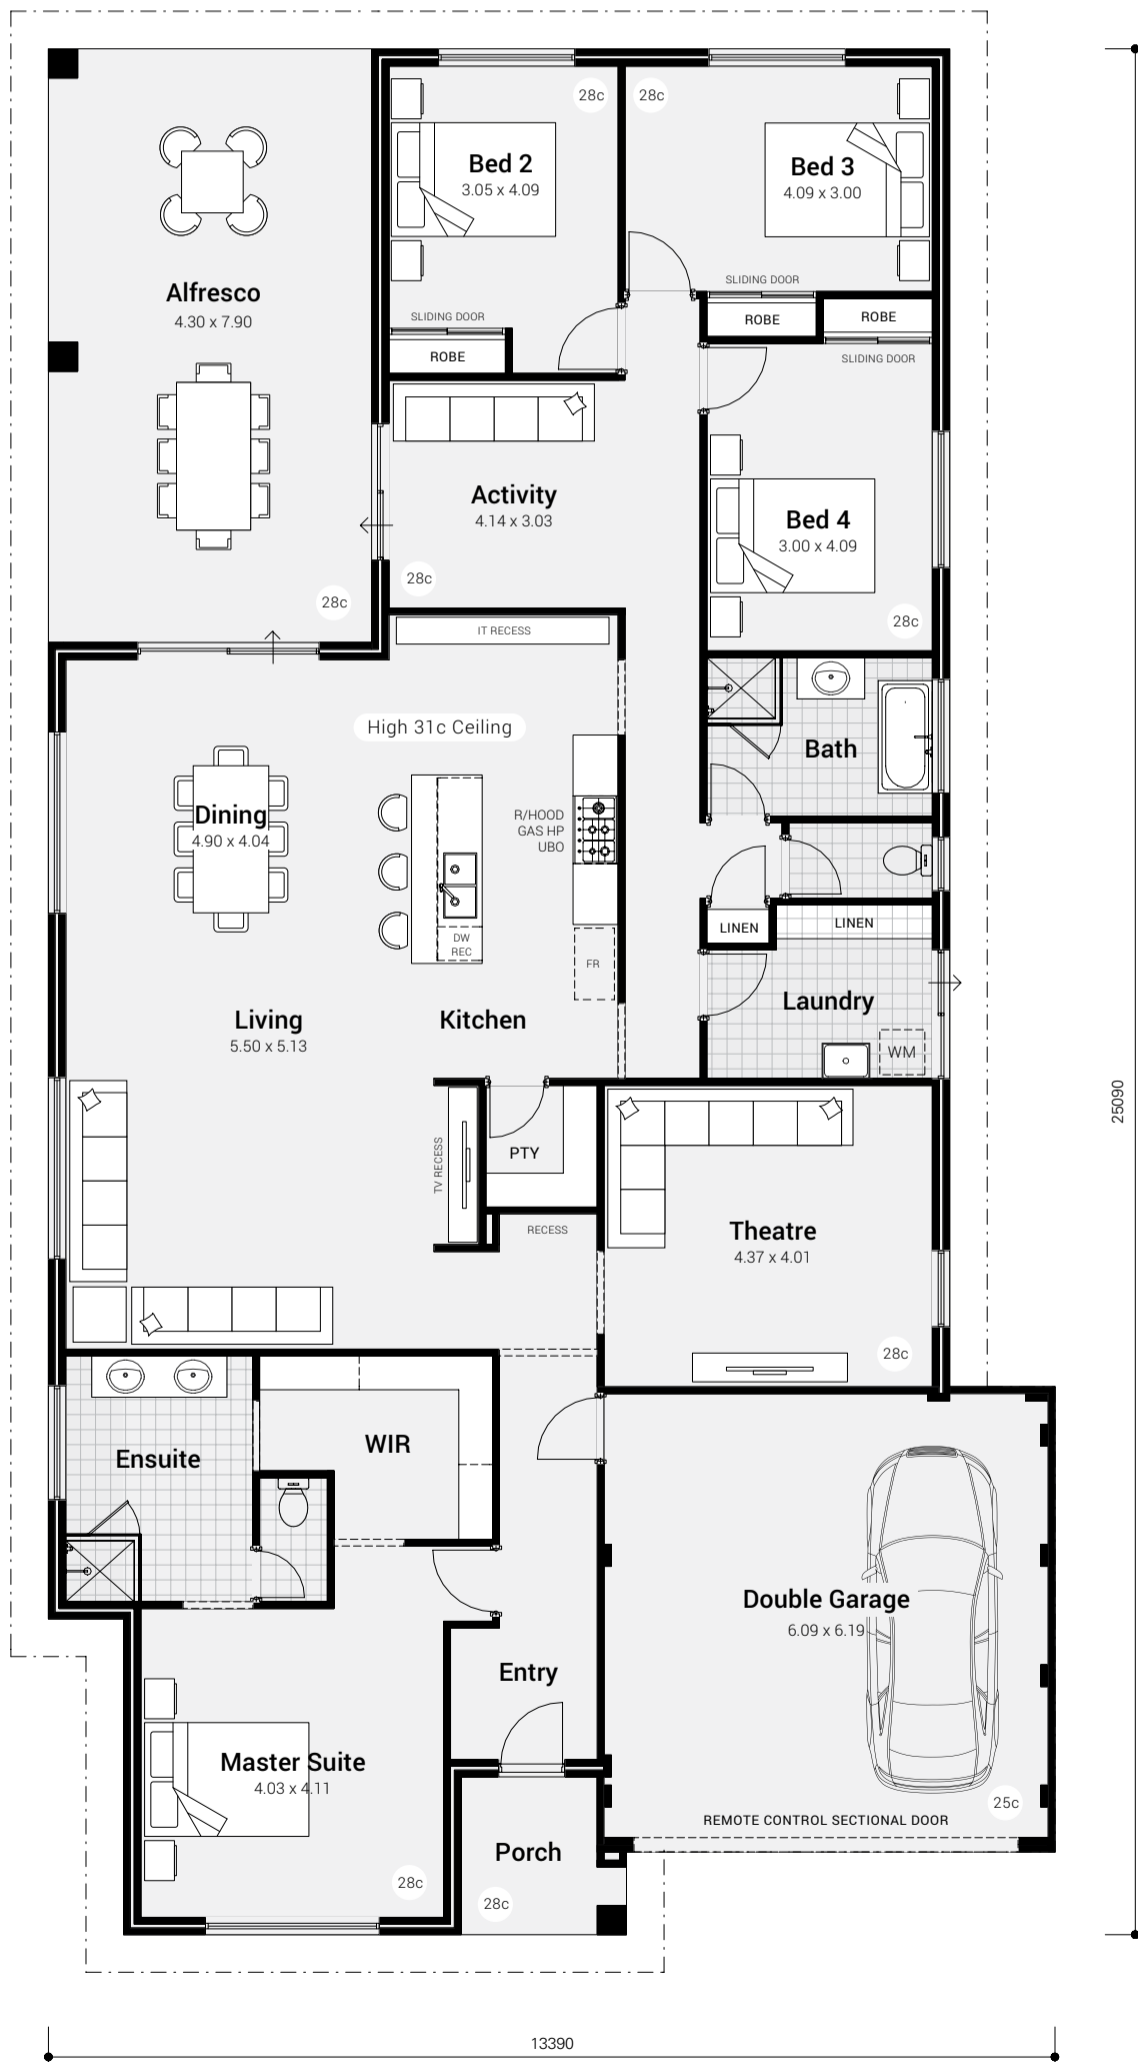 28c
28c
Bed 2
3.05 x 4.09
Bed 3
4.09 x 3.00
Alfresco
4.30 x 7.90
SLIDING DOOR
SLIDING DOOR
ROBE
ROBE
ROBE
SLIDING DOOR
Activity
4.14 x 3.03
Bed 4
3.00 x 4.09
28c
28c
28c
IT RECESS
High 31c Ceiling
Bath
Dining
4.90 x 4.04
R/HOOD
GAS HP
UBO
DW
REC
FR
LINEN
LINEN
Laundry
WM
Living
5.50 x 5.13
Kitchen
25090
TV RECESS
PTY
RECESS
Theatre
4.37 x 4.01
28c
Ensuite
WIR
Double Garage
6.09 x 6.19
Entry
Master Suite
4.03 x 4.11
25c
REMOTE CONTROL SECTIONAL DOOR
Porch
28c
28c
13390